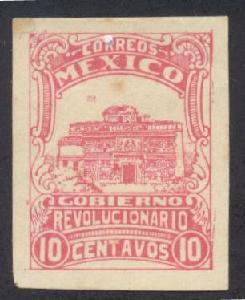 CORREOS
MEXICO
GOBIERNO
REVOLUCIONARIO
10 CENTAVOS 10